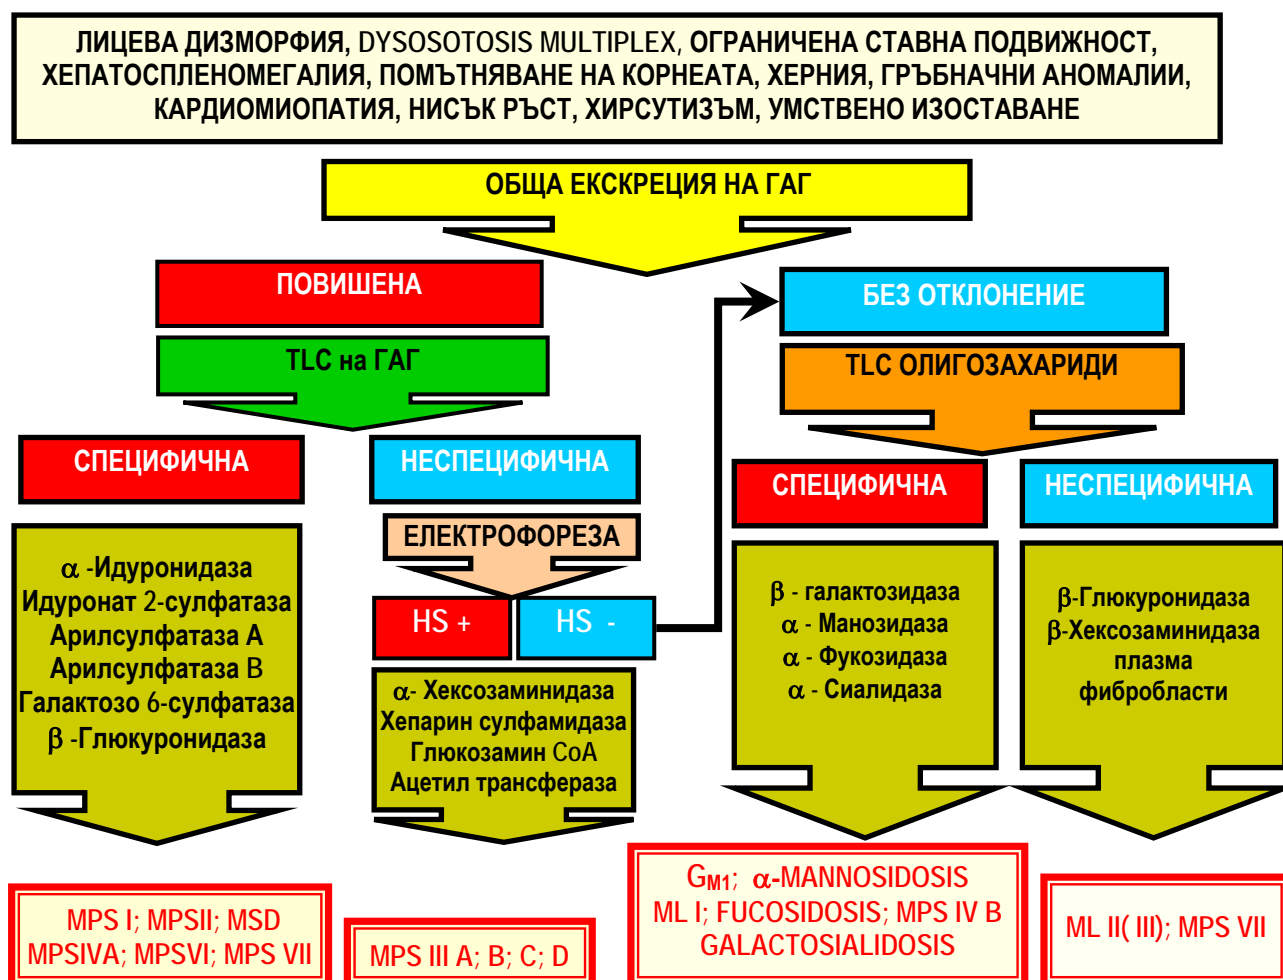 ЛИЦЕВА ДИЗМОРФИЯ, DYSOSOTOSIS MULTIPLEX, ОГРАНИЧЕНА СТАВНА ПОДВИЖНОСТ,
ХЕПАТОСПЛЕНОМЕГАЛИЯ, ПОМЪТНЯВАНЕ НА КОРНЕАТА, ХЕРНИЯ, ГРЪБНАЧНИ АНОМАЛИИ,
КАРДИОМИОПАТИЯ, НИСЪК РЪСТ, ХИРСУТИЗЪМ, УМСТВЕНО ИЗОСТАВАНЕ
ОБЩА ЕКСКРЕЦИЯ НА ГАГ
ПОВИШЕНА
БЕЗ ОТКЛОНЕНИЕ
TLC на ГАГ
TLC ОЛИГОЗАХАРИДИ
СПЕЦИФИЧНА
НЕСПЕЦИФИЧНА
СПЕЦИФИЧНА
НЕСПЕЦИФИЧНА
ЕЛЕКТРОФОРЕЗА
HS +
HS -
α -Идуронидаза
Идуронат 2-сулфатаза
Арилсулфатаза А
Арилсулфатаза B
Галактозо 6-сулфатаза
β -Глюкуронидаза
α- Хексозаминидаза
Хепарин сулфамидаза
Глюкозамин CoA
Ацетил трансфераза
β - галактозидаза
α - Манозидаза
α - Фукозидаза
α - Сиалидаза
β-Глюкуронидаза
β-Хексозаминидаза
плазма
фибробласти
MPS I; MPSII; MSD
MPSIVA; MPSVI; MPS VII
MPS III A; B; C; D
GM1; α-MANNOSIDOSIS
ML I; FUCOSIDOSIS; MPS IV B
GALACTOSIALIDOSIS
ML II( III); MPS VII